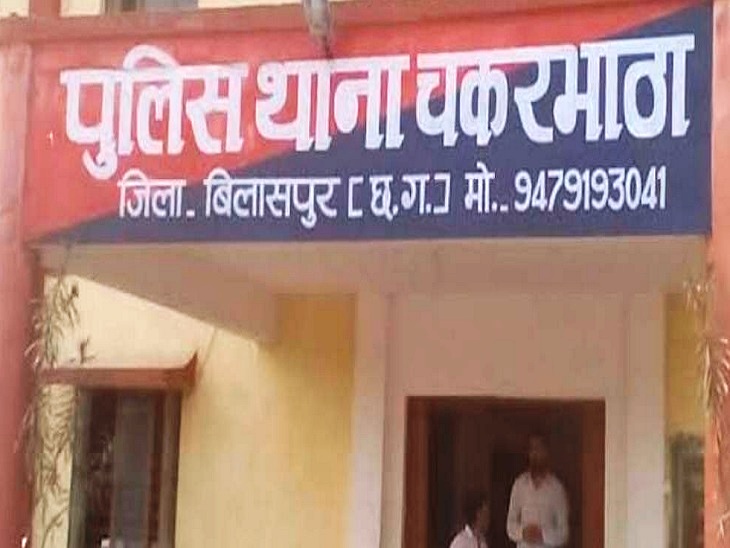 पुलिस थाना चकरभाठा
जिला_ बिलासपुर [ छ.ग.] मो._ 9479193041